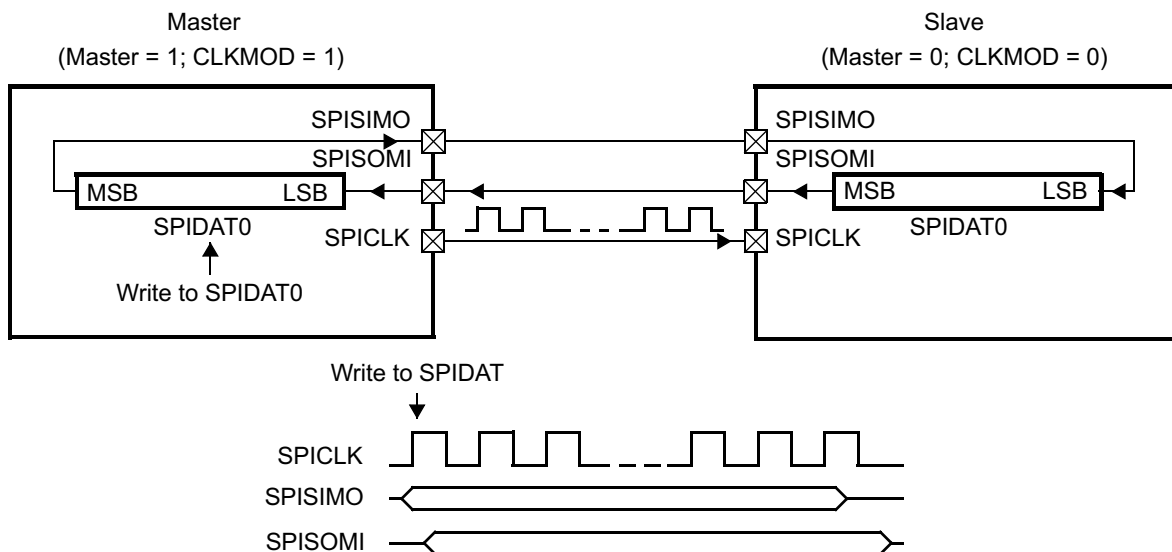 Master
(Master = 1; CLKMOD = 1)
Slave
(Master = 0; CLKMOD = 0)
SPISIMO
SPISIMO
SPISOMI
SPISOMI
MSB LSB
MSB LSB
SPIDAT0
SPIDAT0
SPICLK
SPICLK
Write to SPIDAT0
Write to SPIDAT
SPICLK
SPISIMO
SPISOMI